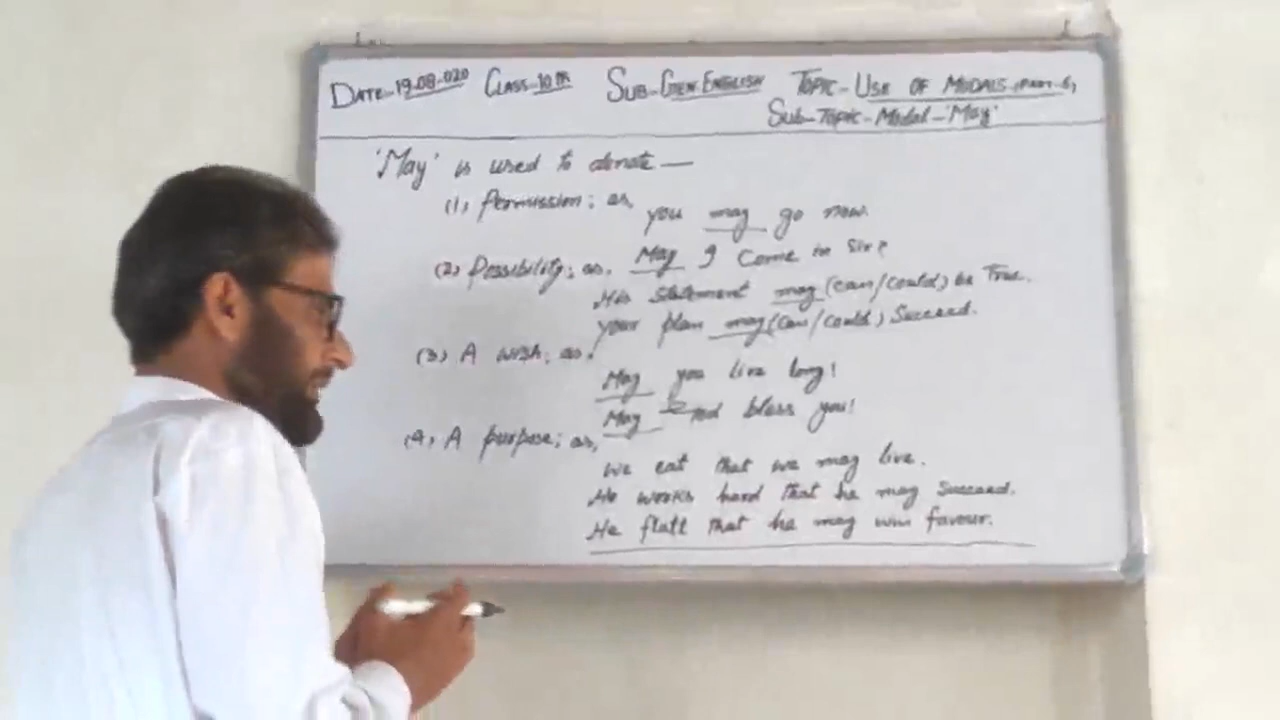 DATE-19-08-020 CLASS-10th SUB-GEN.ENGLISH TOPIC-USE OF MODALS(PART-6)
SUB-TOPIC-Modal-'May'
'May' is used to denote—
(1) Permission; as,
you may go now.
May I come in Sir?
(2) Possibility; as,
His statement may (can/could) be True.
your plan may (can/could) Succeed.
(3) A wish; as,
May you live long!
May God bless you!
(4) A purpose; as,
we eat that we may live.
He works hard that he may Succeed.
He flatt that he may win favour.